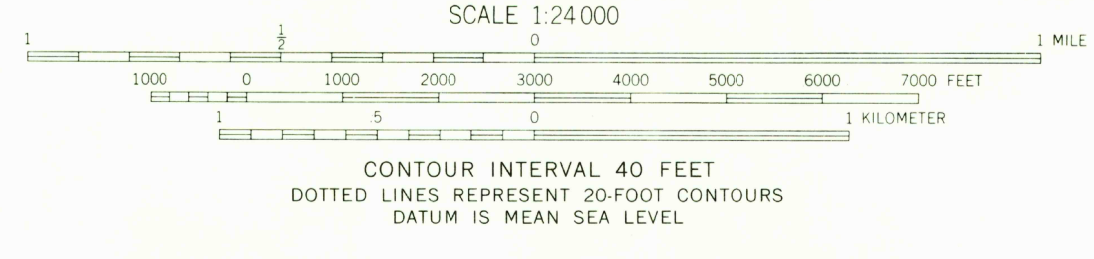 SCALE 1:24 000
1 1/2 0 1 MILE
1000 0 1000 2000 3000 4000 5000 6000 7000 FEET
1 .5 0 1 KILOMETER
CONTOUR INTERVAL 40 FEET
DOTTED LINES REPRESENT 20-FOOT CONTOURS
DATUM IS MEAN SEA LEVEL